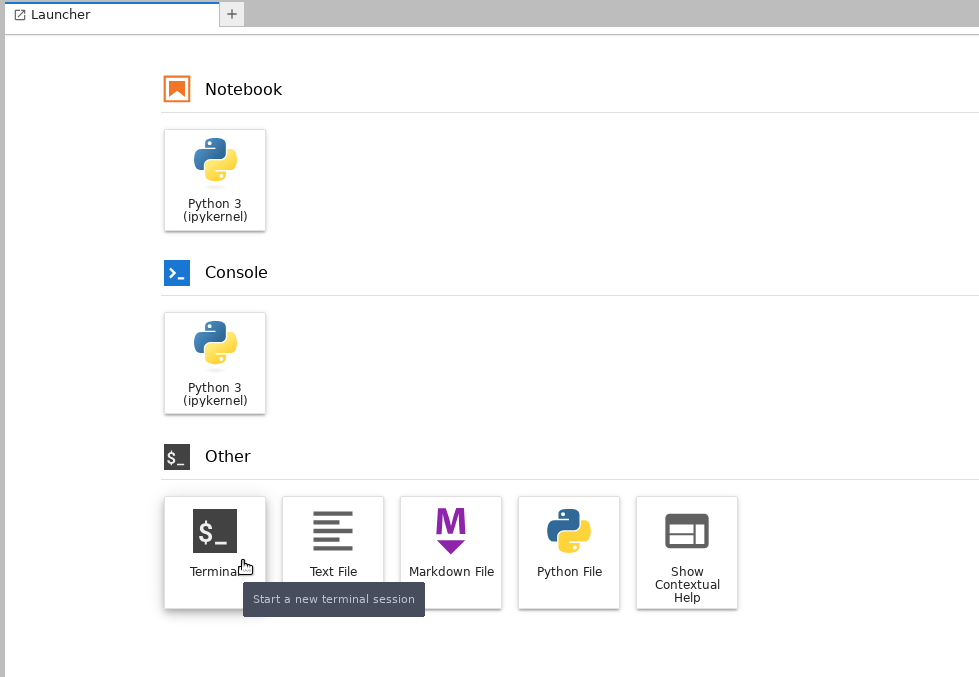 Launcher
Notebook
Python 3
(ipykernel)
Console
Python 3
(ipykernel)
$_ Other
$_
Terminal
Text File
M
Markdown File
Python File
Show
Contextual
Help
Start a new terminal session